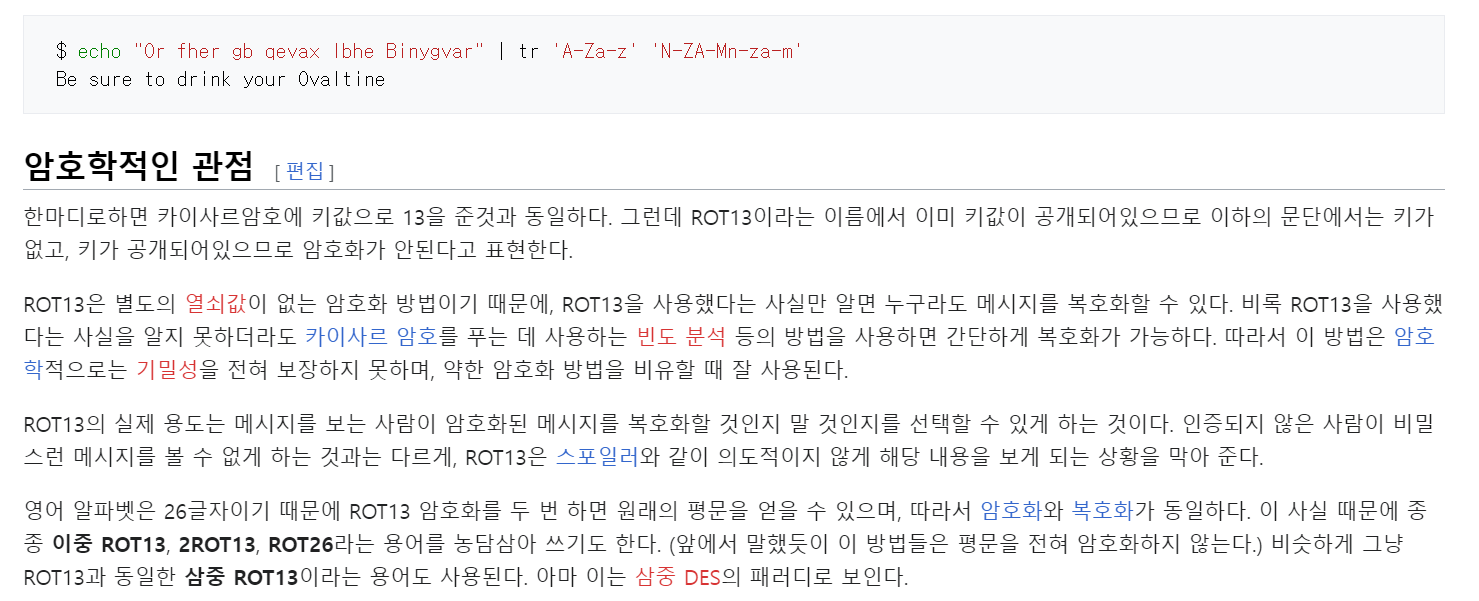 $ echo "Or fher gb qevax lbhe Binygvar" | tr 'A-Za-z' 'N-ZA-Mn-za-m'
Be sure to drink your Ovaltine
암호학적인 관점 [ 편집 ]
한마디로하면 카이사르암호에 키값으로 13을 준것과 동일하다. 그런데 ROT13이라는 이름에서 이미 키값이 공개되어있으므로 이하의 문단에서는 키가
없고, 키가 공개되어있으므로 암호화가 안된다고 표현한다.
ROT13은 별도의 열쇠값이 없는 암호화 방법이기 때문에, ROT13을 사용했다는 사실만 알면 누구라도 메시지를 복호화할 수 있다. 비록 ROT13을 사용했
다는 사실을 알지 못하더라도 카이사르 암호를 푸는 데 사용하는 빈도 분석 등의 방법을 사용하면 간단하게 복호화가 가능하다. 따라서 이 방법은 암호
학적으로는 기밀성을 전혀 보장하지 못하며, 약한 암호화 방법을 비유할 때 잘 사용된다.
ROT13의 실제 용도는 메시지를 보는 사람이 암호화된 메시지를 복호화할 것인지 말 것인지를 선택할 수 있게 하는 것이다. 인증되지 않은 사람이 비밀
스런 메시지를 볼 수 없게 하는 것과는 다르게, ROT13은 스포일러와 같이 의도적이지 않게 해당 내용을 보게 되는 상황을 막아 준다.
영어 알파벳은 26글자이기 때문에 ROT13 암호화를 두 번 하면 원래의 평문을 얻을 수 있으며, 따라서 암호화와 복호화가 동일하다. 이 사실 때문에 종
종 이중 ROT13, 2ROT13, ROT26라는 용어를 농담삼아 쓰기도 한다. (앞에서 말했듯이 이 방법들은 평문을 전혀 암호화하지 않는다.) 비슷하게 그냥
ROT13과 동일한 삼중 ROT13이라는 용어도 사용된다. 아마 이는 삼중 DES의 패러디로 보인다.